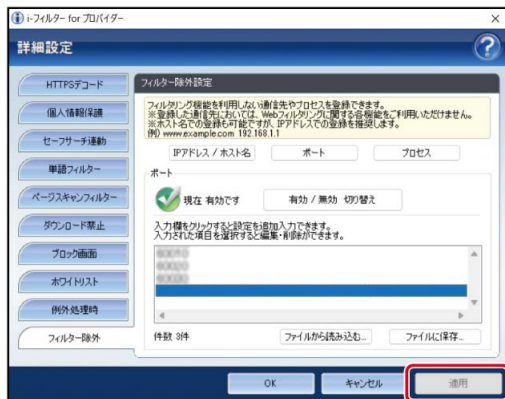 i-フィルター for プロバイダー
詳細設定
HTTPSデコード
個人情報保護
セーフサーチ連動
単語フィルター
ページスキャンフィルター
ダウンロード禁止
ブロック画面
ホワイトリスト
例外処理時
フィルター除外
フィルター除外設定
フィルタリング機能を利用しない通信先やプロセスを登録できます。
※登録した通信先においては、Webフィルタリングに関する各機能をご利用いただけません。
※ホスト名での登録も可能ですが、IPアドレスでの登録を推奨します。
例) www.example.com 192.168.1.1
IPアドレス / ホスト名 ポート プロセス
ポート
現在 有効です 有効 / 無効 切り替え
入力欄をクリックすると設定を追加入力できます。
入力された項目を選択すると編集・削除ができます。
件数 3件 ファイルから読み込む... ファイルに保存...
OK キャンセル 適用